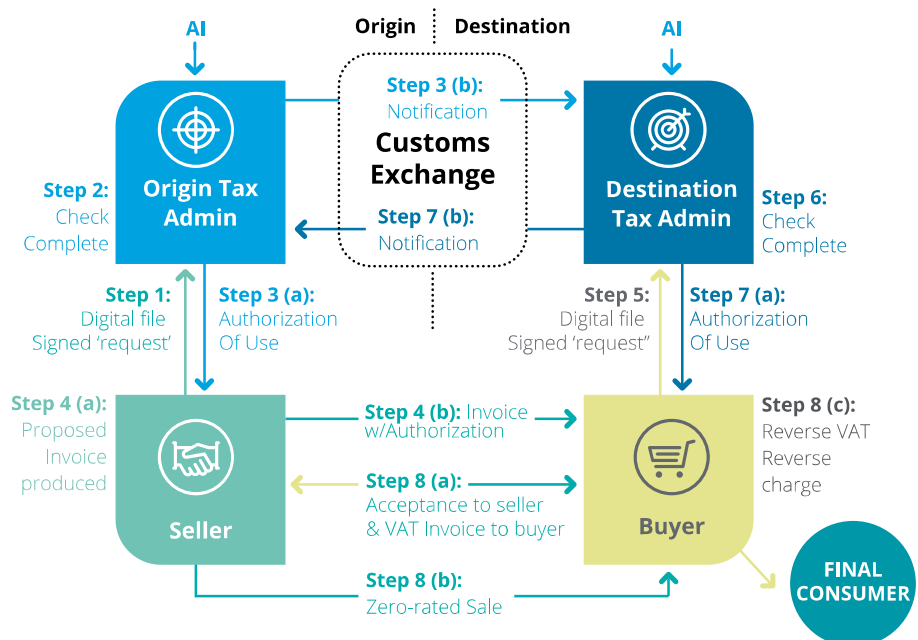 Origin
Destination
AI
AI
Step 3 (b):
Notification
Customs
Exchange
Step 7 (b):
Notification
Origin Tax
Admin
Destination
Tax Admin
Step 2:
Check
Complete
Step 6:
Check
Complete
Step 1:
Digital file
Signed ‘request’
Step 3 (a):
Authorization
Of Use
Step 5:
Digital file
Signed ‘request”
Step 7 (a):
Authorization
Of Use
Step 4 (a):
Proposed
Invoice
produced
Seller
Step 4 (b): Invoice
w/Authorization
Step 8 (a):
Acceptance to seller
& VAT Invoice to buyer
Step 8 (b):
Zero-rated Sale
Buyer
Step 8 (c):
Reverse VAT
Reverse
charge
FINAL
CONSUMER